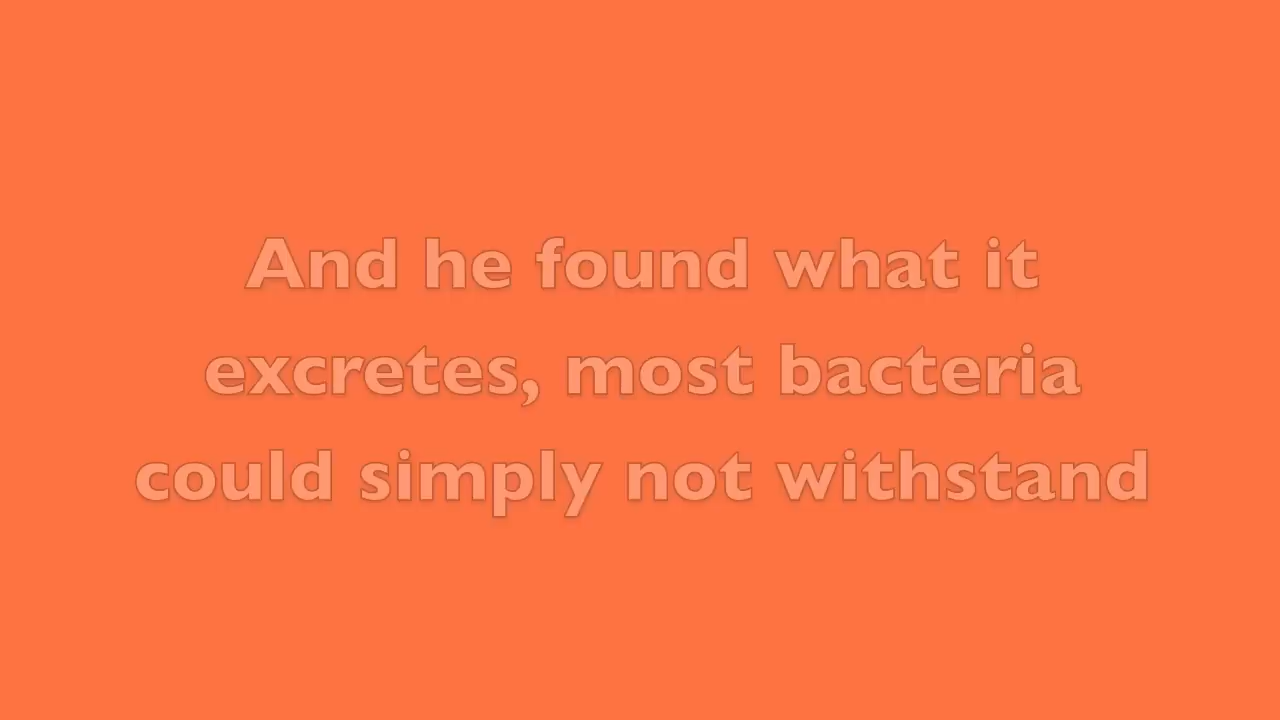 And he found what it
excretes, most bacteria
could simply not withstand